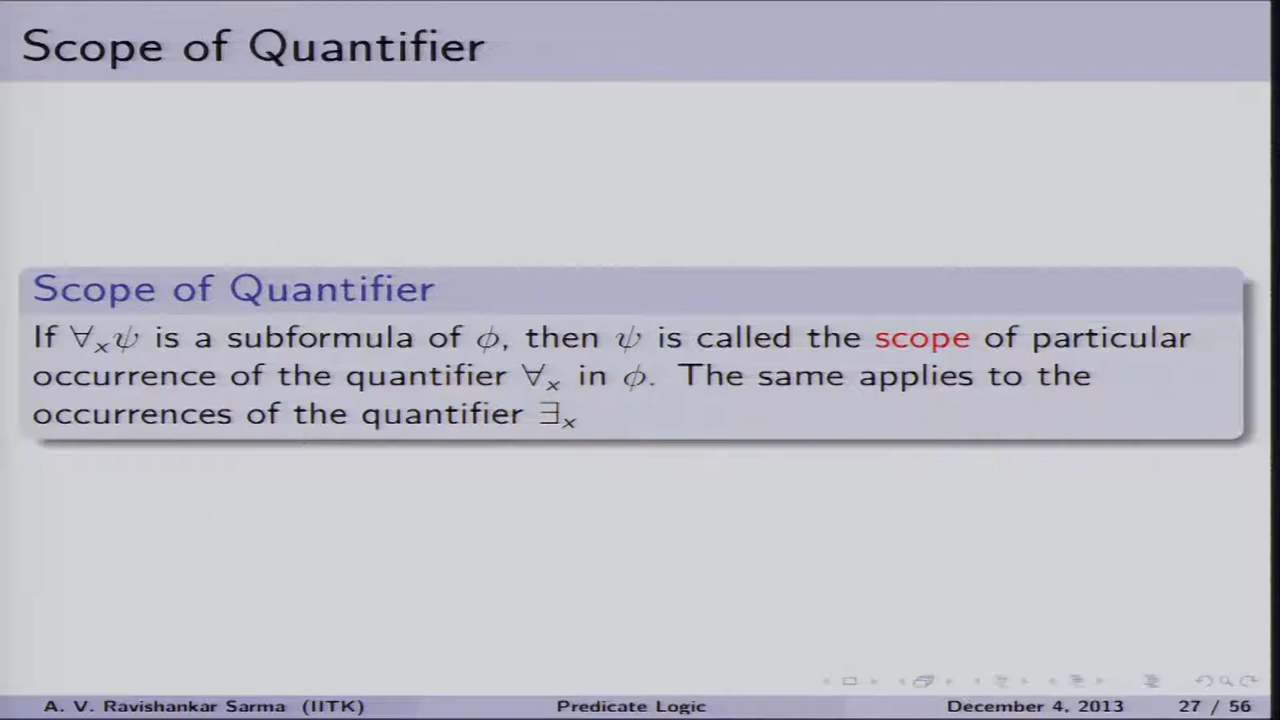 Scope of Quantifier
Scope of Quantifier
If ∀ₓψ is a subformula of ϕ, then ψ is called the scope of particular
occurrence of the quantifier ∀ₓ in ϕ. The same applies to the
occurrences of the quantifier ∃ₓ
A. V. Ravishankar Sarma (IITK) Predicate Logic December 4, 2013 27 / 56